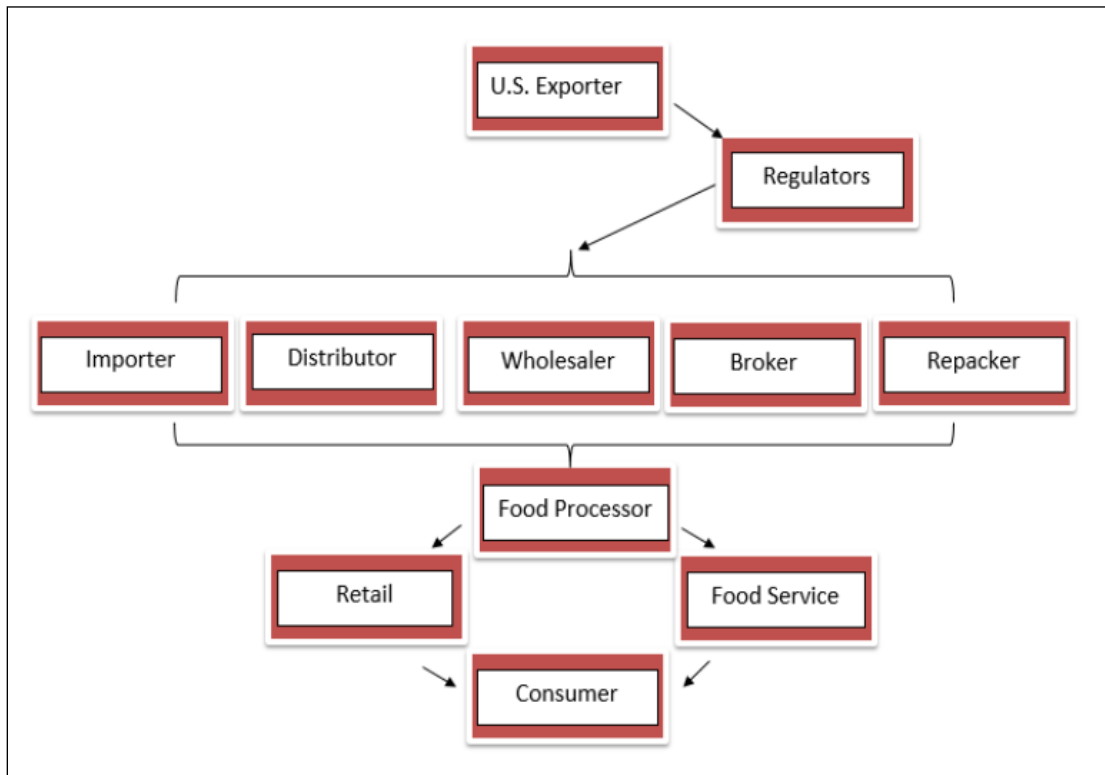 U.S. Exporter
Regulators
Importer
Distributor
Wholesaler
Broker
Repacker
Food Processor
Retail
Food Service
Consumer